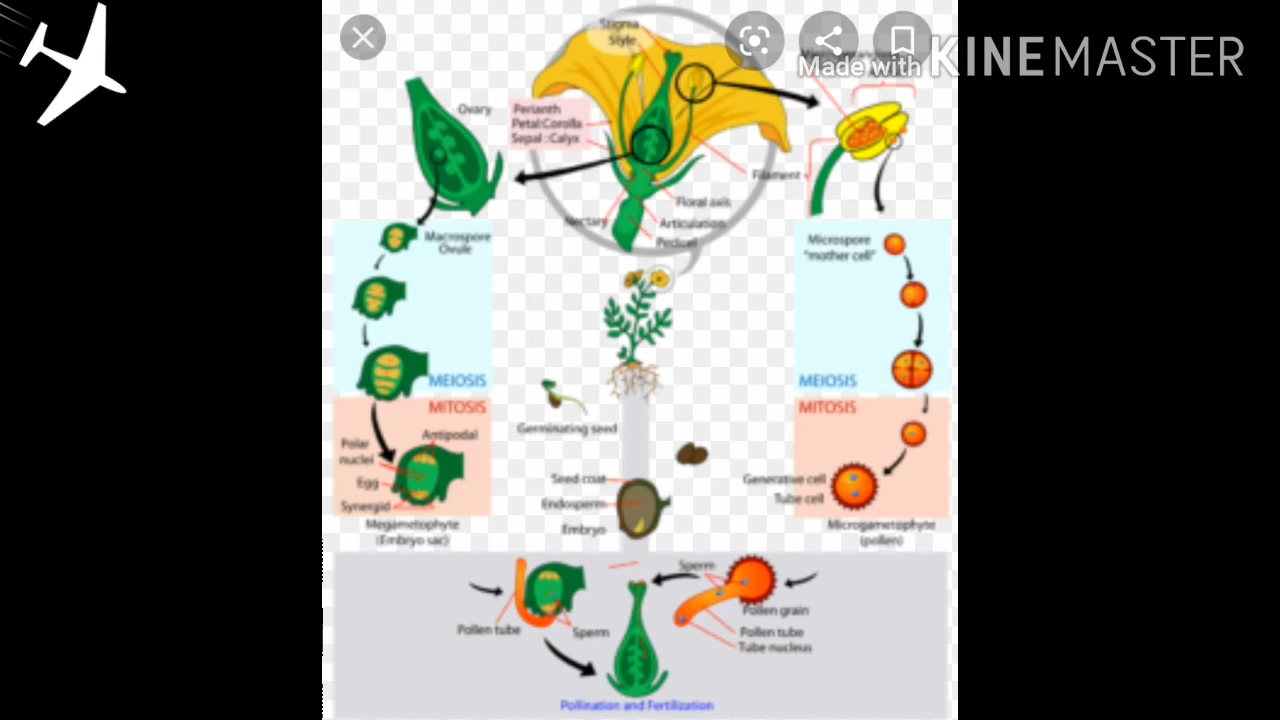 Stigma
Style
Made with KINEMASTER
Ovary
Perianth
Petal:Corolla
Sepal : Calyx
Filament
Floral axis
Nectary
Articulation
Pedicel
Macrospore
Ovule
Microspore
"mother cell"
MEIOSIS
MEIOSIS
MITOSIS
MITOSIS
Germinating seed
Antipodal
Polar
nuclei
Egg
Synergid
Megametophyte
(Embryo sac)
Seed coat
Endosperm
Embryo
Generative cell
Tube cell
Microgametophyte
(pollen)
Sperm
Pollen grain
Pollen tube
Sperm
Pollen tube
Tube nucleus
Pollination and Fertilization